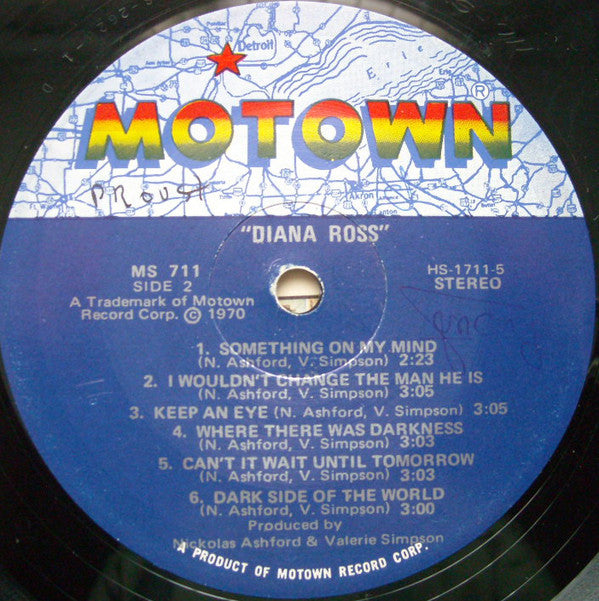 Detroit
Erie
MOTOWN ®
PROUST
Akron
Canton
"DIANA ROSS"
MS 711
SIDE 2
A Trademark of Motown
Record Corp. © 1970
HS-1711-5
STEREO
1. SOMETHING ON MY MIND
(N. Ashford, V. Simpson) 2:23
2. I WOULDN'T CHANGE THE MAN HE IS
(N. Ashford, V. Simpson) 3:05
3. KEEP AN EYE (N. Ashford, V. Simpson) 3:05
4. WHERE THERE WAS DARKNESS
(N. Ashford, V. Simpson) 3:03
5. CAN'T IT WAIT UNTIL TOMORROW
(N. Ashford, V. Simpson) 3:03
6. DARK SIDE OF THE WORLD
(N. Ashford, V. Simpson) 3:00
Produced by
Nickolas Ashford & Valerie Simpson
A PRODUCT OF MOTOWN RECORD CORP.